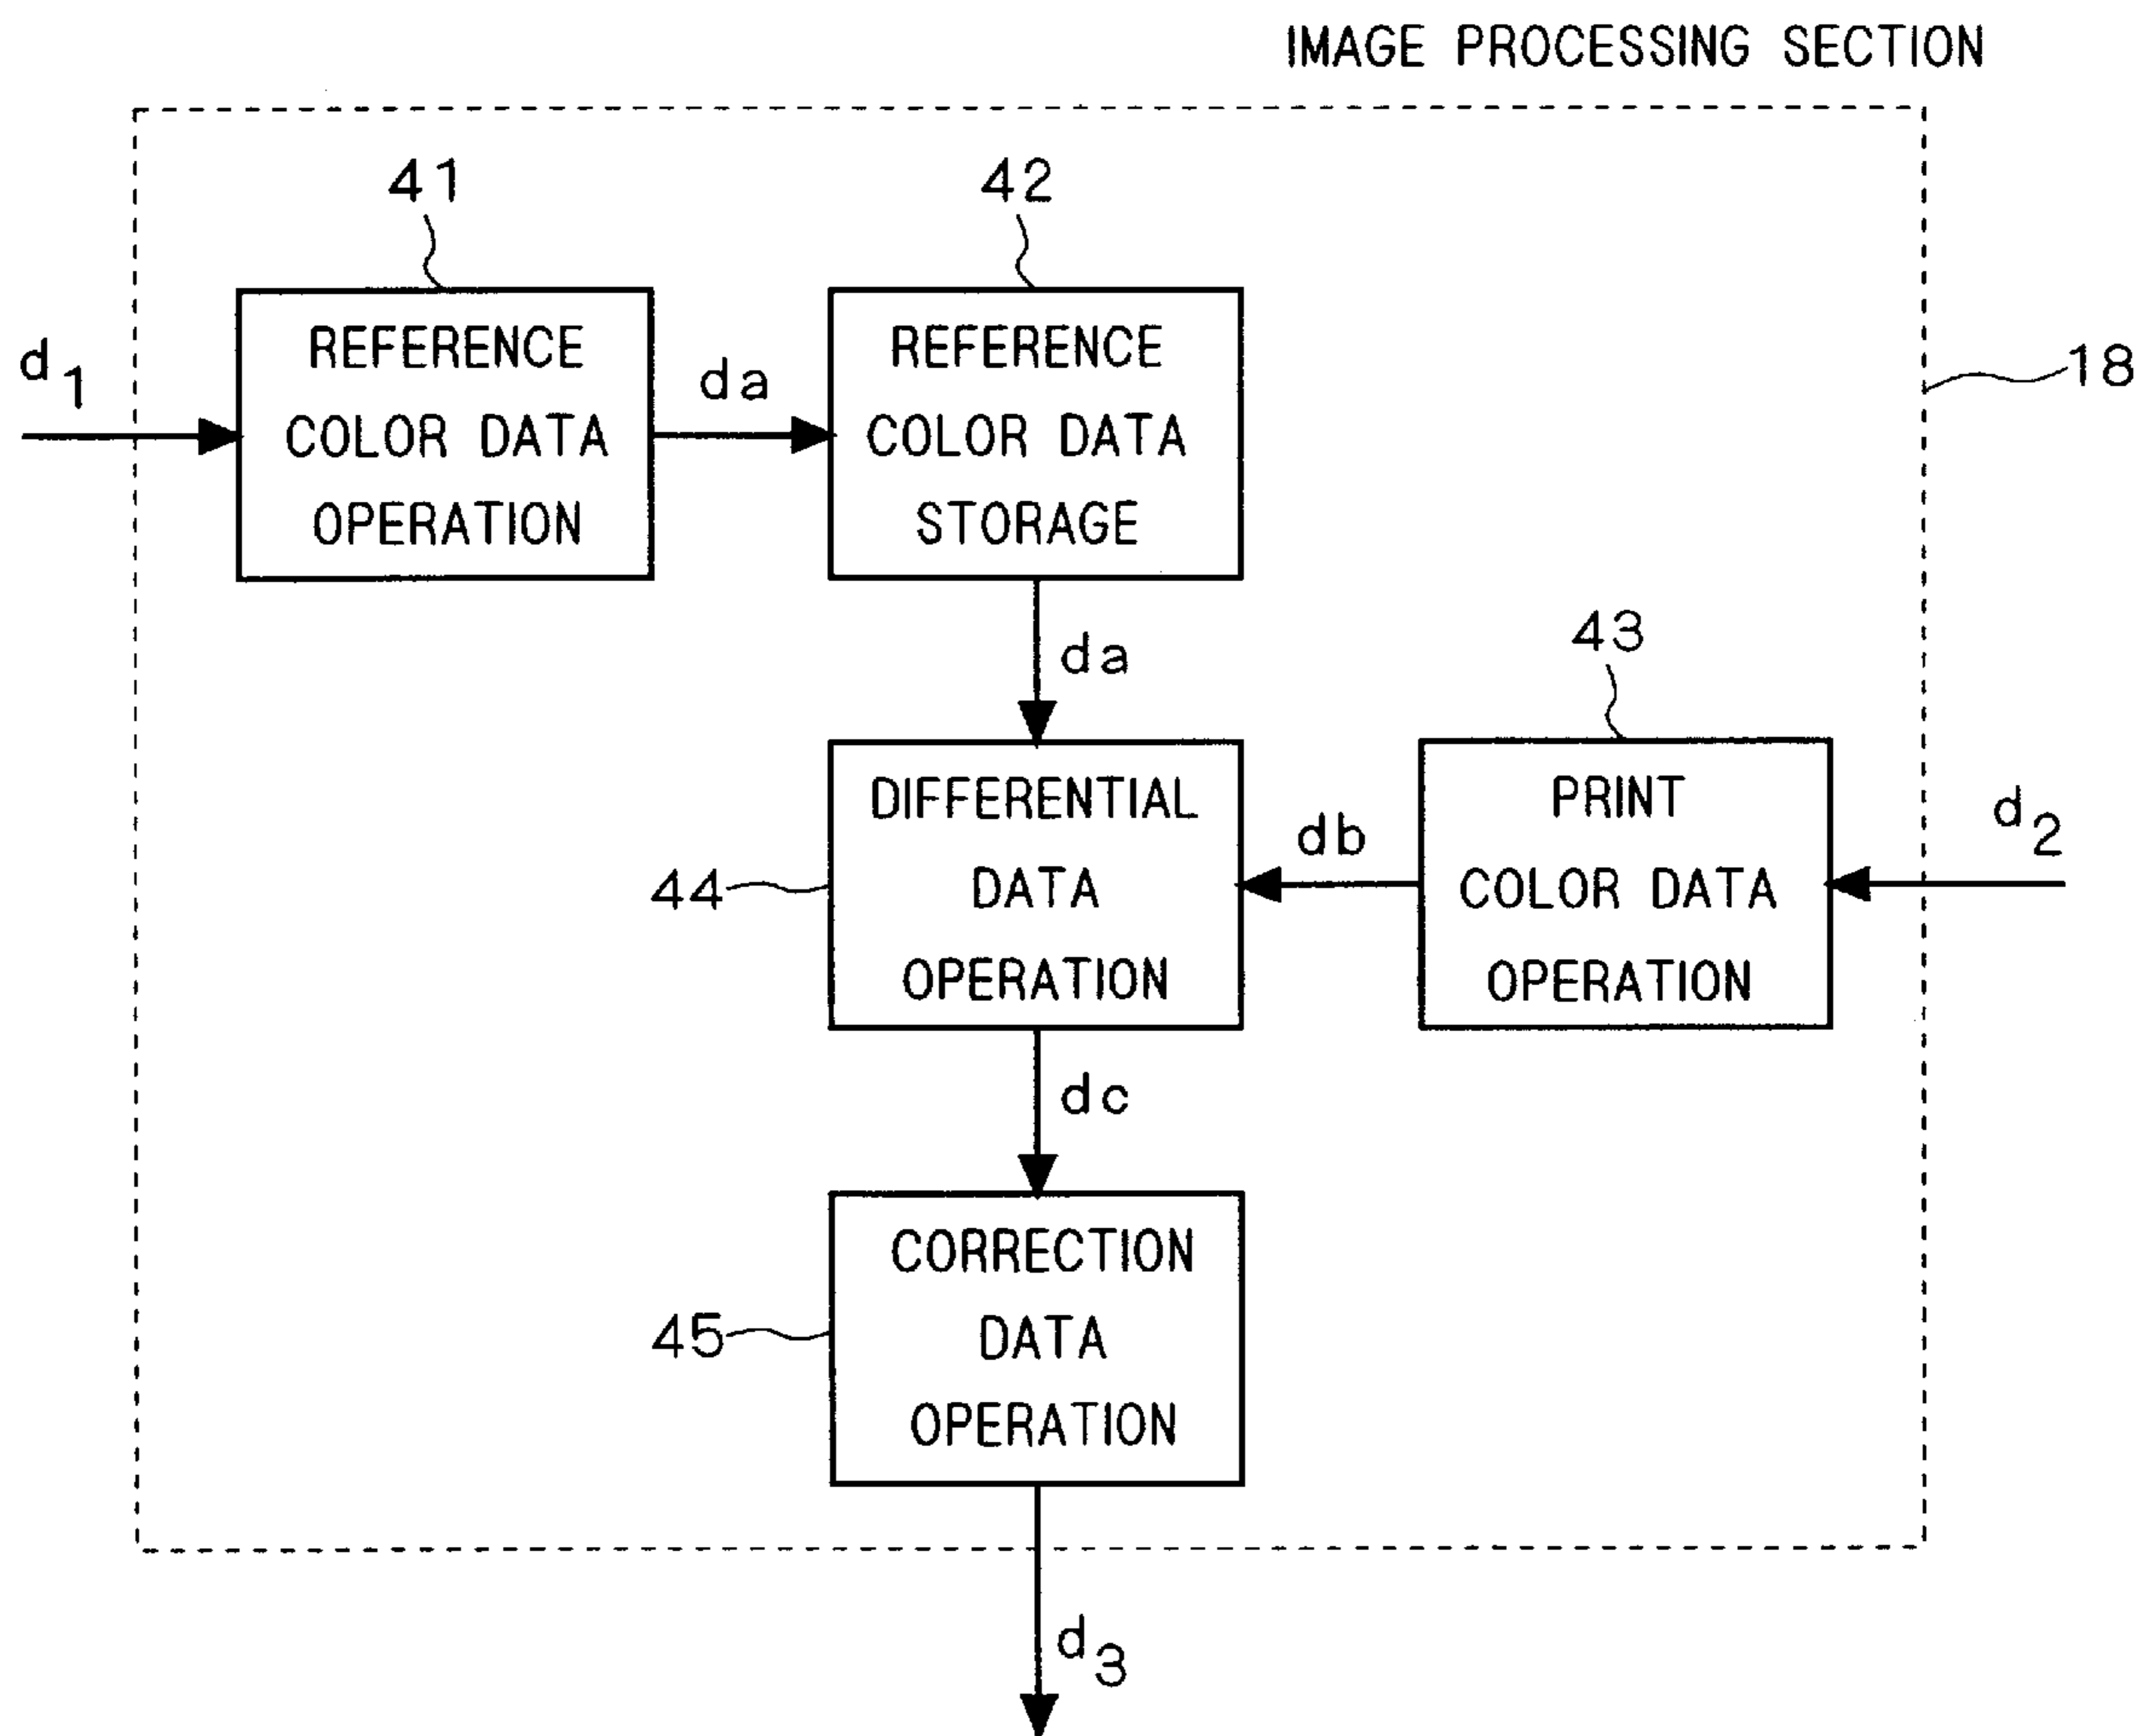 IMAGE PROCESSING SECTION
41
42
REFERENCE
COLOR DATA
OPERATION
REFERENCE
COLOR DATA
STORAGE
d1
da
18
da
43
DIFFERENTIAL
DATA
OPERATION
PRINT
COLOR DATA
OPERATION
44
db
d2
dc
CORRECTION
DATA
OPERATION
45
d3